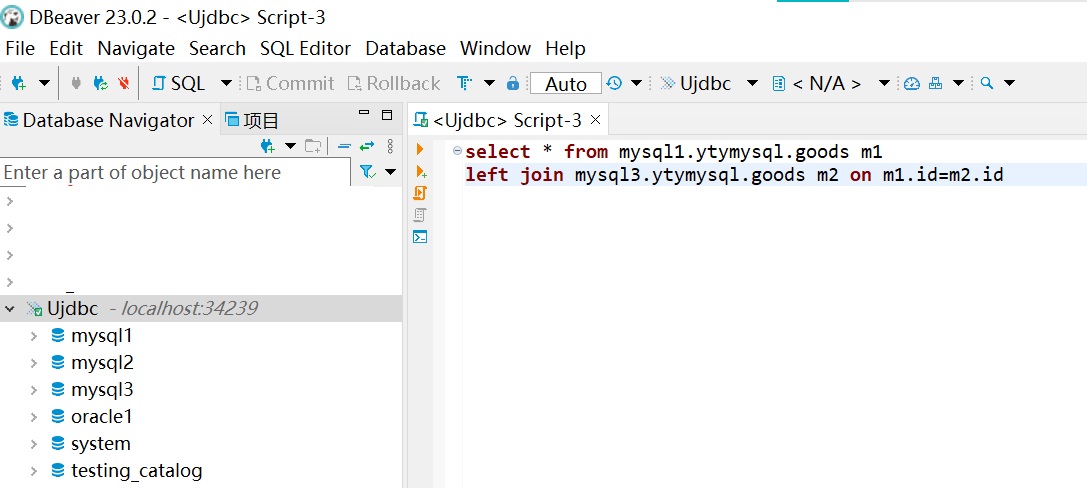 DBeaver 23.0.2 - <Ujdbc> Script-3
File Edit Navigate Search SQL Editor Database Window Help
SQL Commit Rollback Auto Ujdbc < N/A >
Database Navigator 项目
<Ujdbc> Script-3
Enter a part of object name here
Ujdbc - localhost:34239
mysql1
mysql2
mysql3
oracle1
system
testing_catalog
select * from mysql1.ytymysql.goods m1
left join mysql3.ytymysql.goods m2 on m1.id=m2.id